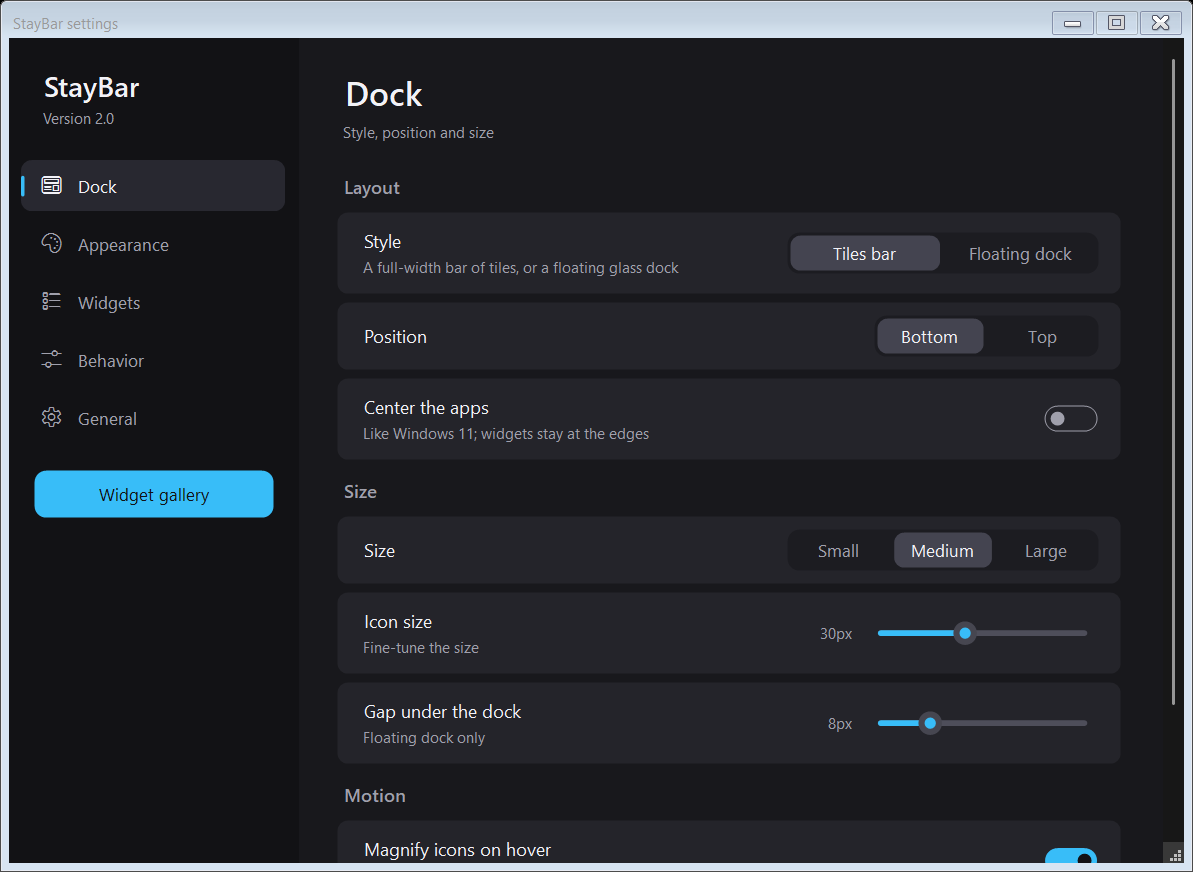 StayBar settings
StayBar
Version 2.0
Dock
Appearance
Widgets
Behavior
General
Widget gallery
Dock
Style, position and size
Layout
Style
A full-width bar of tiles, or a floating glass dock
Tiles bar
Floating dock
Position
Bottom
Top
Center the apps
Like Windows 11; widgets stay at the edges
Size
Size
Small
Medium
Large
Icon size
Fine-tune the size
30px
Gap under the dock
Floating dock only
8px
Motion
Magnify icons on hover